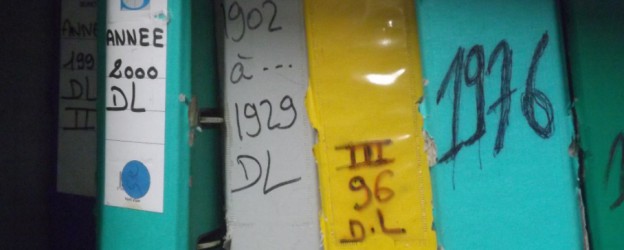 ANNEE
199
DL
II
S
ANNEE
2000
DL
1902
à...
1929
DL
III
96
D.L
1976